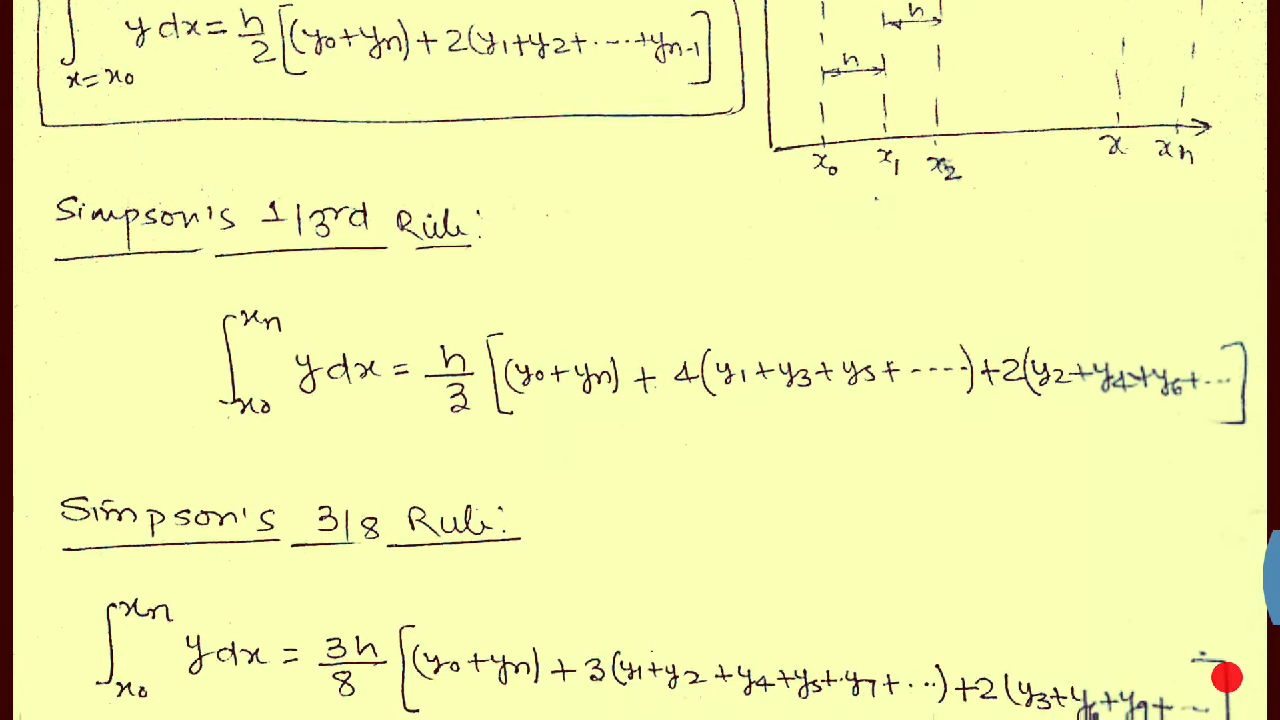 ∫ y dx = h/2 [(y0+yn) + 2(y1+y2+.....+yn-1]
x=x0
h
h
x0 x1 x2 x xn
Simpson's 1/3rd Rule:
∫ y dx = h/3 [(y0+yn) + 4(y1+y3+y5+....)+2(y2+y4+y6+...]
xn
x0
Simpson's 3/8 Rule:
∫ y dx = 3h/8 [(y0+yn) + 3(y1+y2+y4+y5+y7+...)+2(y3+y6+y9+...]
xn
x0